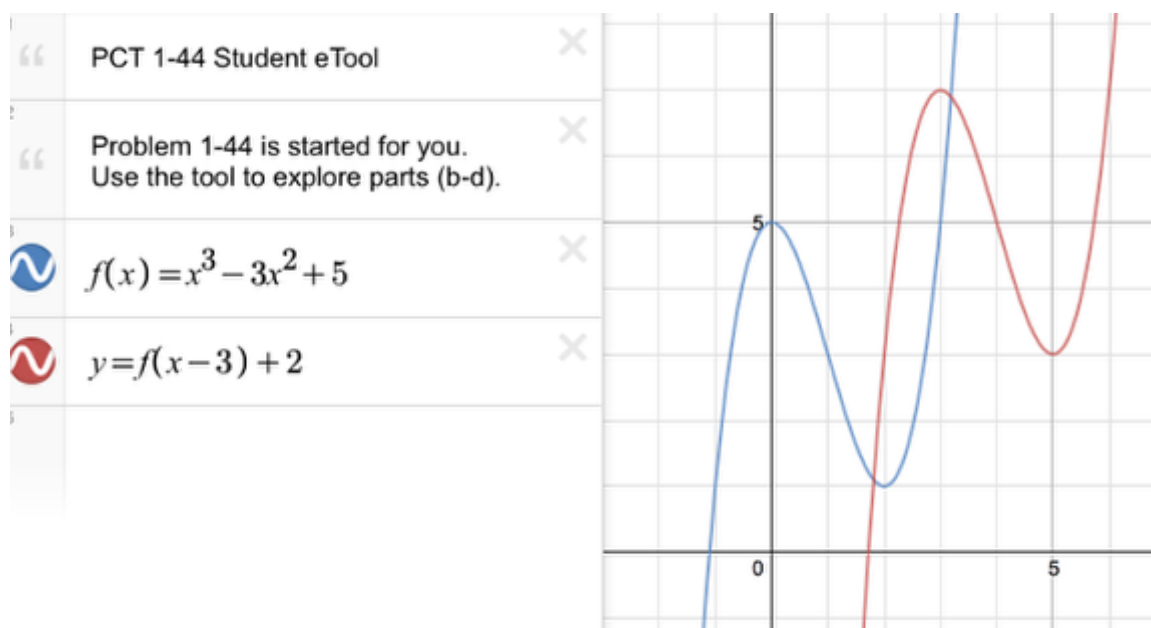 PCT 1-44 Student eTool
Problem 1-44 is started for you.
Use the tool to explore parts (b-d).
f(x)=x³–3x²+5
y=f(x–3)+2
5
0
5